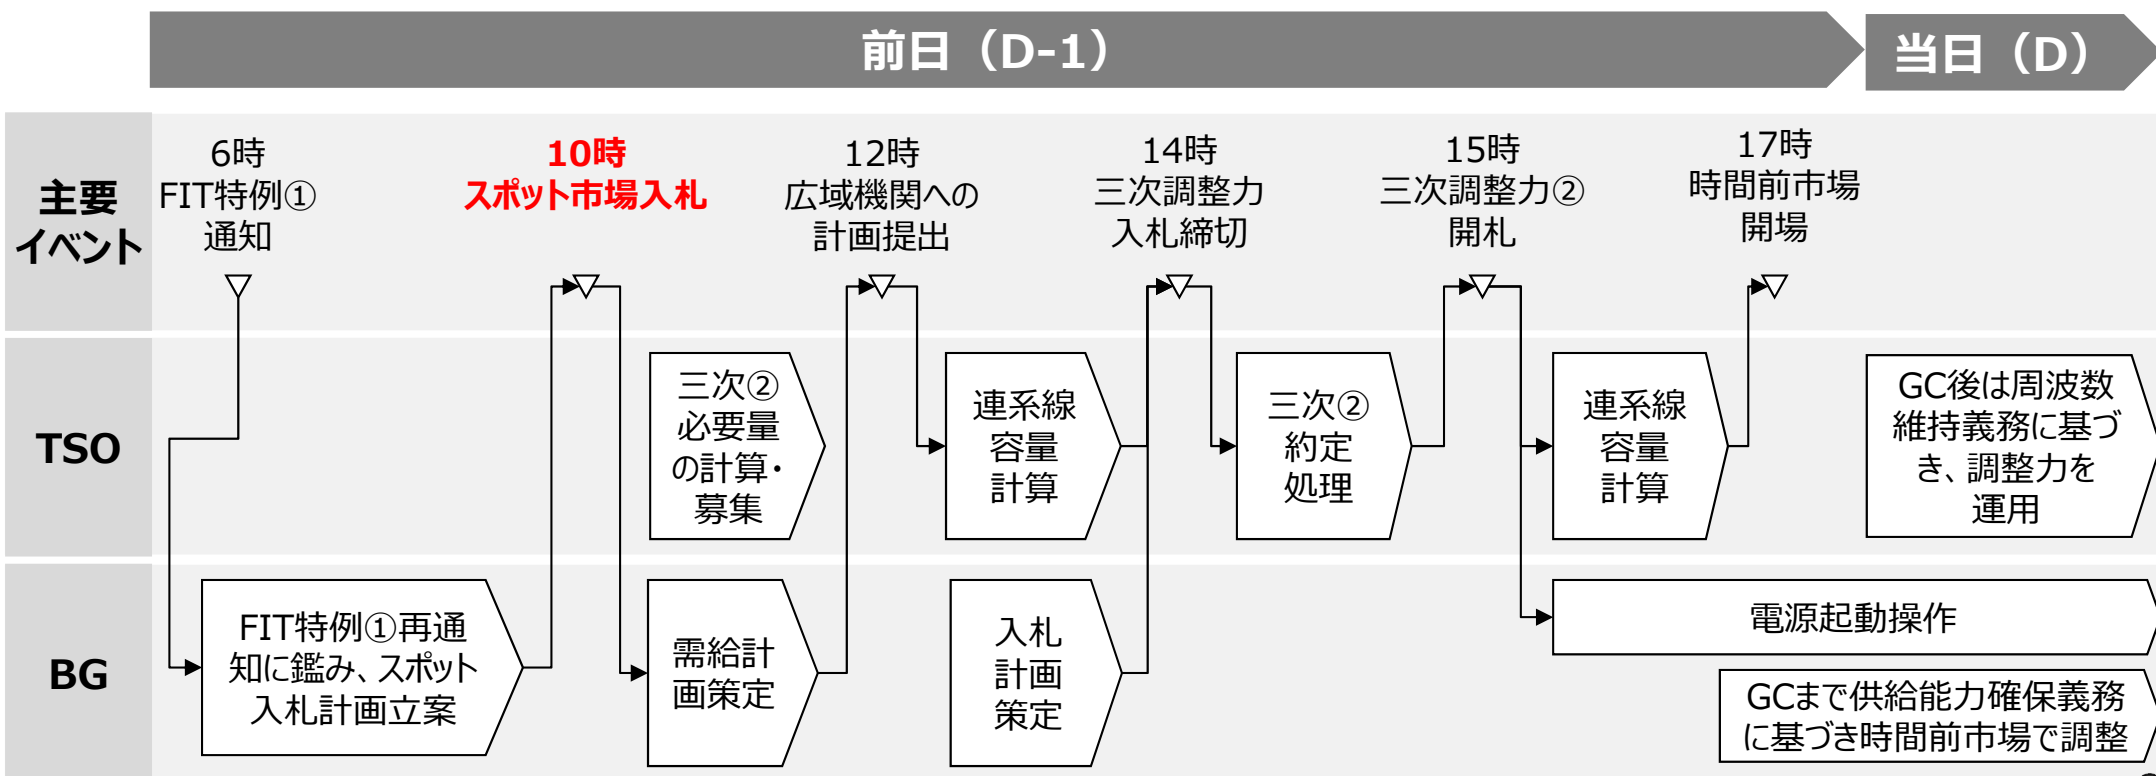 前日（D-1）
当日（D）
主要
イベント
6時
FIT特例①
通知
10時
スポット市場入札
12時
広域機関への
計画提出
14時
三次調整力
入札締切
15時
三次調整力②
開札
17時
時間前市場
開場
TSO
三次②
必要量
の計算・
募集
連系線
容量
計算
三次②
約定
処理
連系線
容量
計算
GC後は周波数
維持義務に基づ
き、調整力を
運用
BG
FIT特例①再通
知に鑑み、スポット
入札計画立案
需給計
画策定
入札
計画
策定
電源起動操作
GCまで供給能力確保義務
に基づき時間前市場で調整